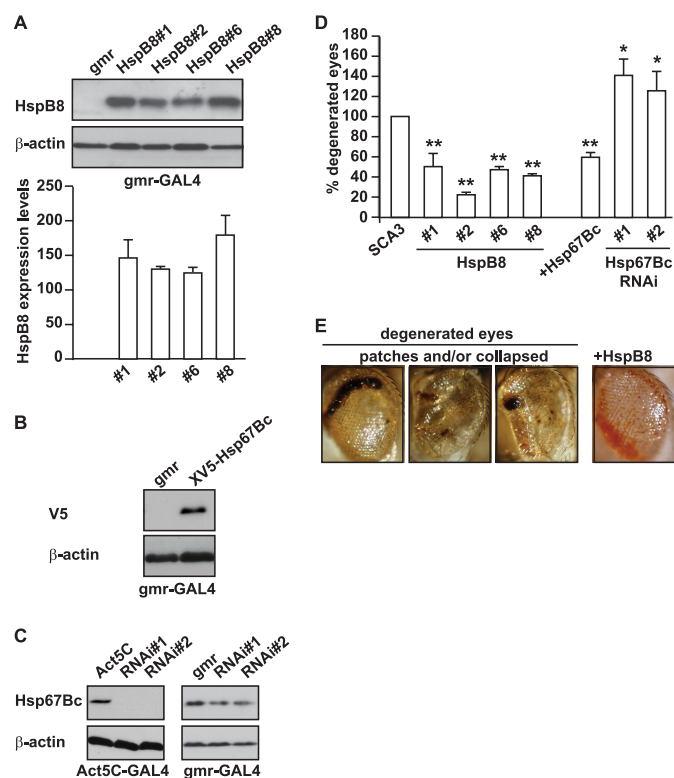 A
gmr
HspB8#1
HspB8#2
HspB8#6
HspB8#8
HspB8
β-actin
gmr-GAL4
HspB8 expression levels
200
150
100
50
0
#1
#2
#6
#8
B
gmr
XV5-Hsp67Bc
V5
β-actin
gmr-GAL4
C
Act5C
RNAi#1
RNAi#2
gmr
RNAi#1
RNAi#2
Hsp67Bc
β-actin
Act5C-GAL4
gmr-GAL4
D
% degenerated eyes
180
160
140
120
100
80
60
40
20
0
**
**
**
**
**
*
*
SCA3
#1
#2
#6
#8
HspB8
+Hsp67Bc
#1
#2
Hsp67Bc
RNAi
E
degenerated eyes
patches and/or collapsed
+HspB8